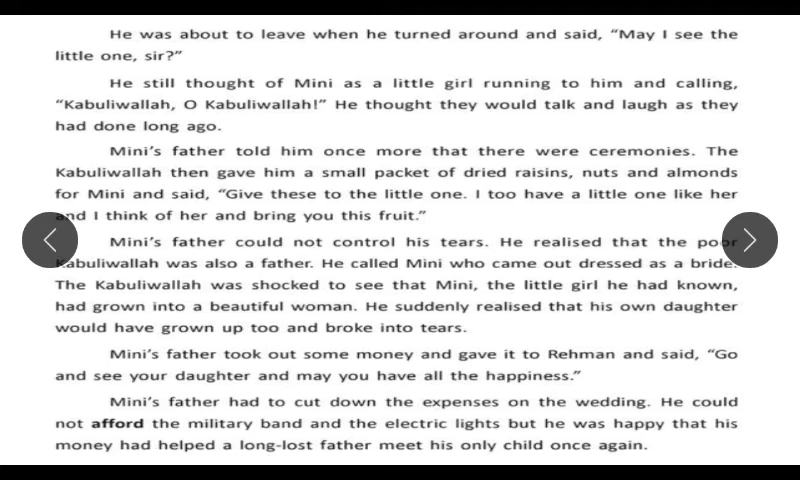 He was about to leave when he turned around and said, “May I see the
little one, sir?”
He still thought of Mini as a little girl running to him and calling,
“Kabuliwallah, O Kabuliwallah!” He thought they would talk and laugh as they
had done long ago.
Mini’s father told him once more that there were ceremonies. The
Kabuliwallah then gave him a small packet of dried raisins, nuts and almonds
for Mini and said, “Give these to the little one. I too have a little one like her
and I think of her and bring you this fruit.”
Mini’s father could not control his tears. He realised that the poor
Kabuliwallah was also a father. He called Mini who came out dressed as a bride.
The Kabuliwallah was shocked to see that Mini, the little girl he had known,
had grown into a beautiful woman. He suddenly realised that his own daughter
would have grown up too and broke into tears.
Mini’s father took out some money and gave it to Rehman and said, “Go
and see your daughter and may you have all the happiness.”
Mini’s father had to cut down the expenses on the wedding. He could
not afford the military band and the electric lights but he was happy that his
money had helped a long-lost father meet his only child once again.